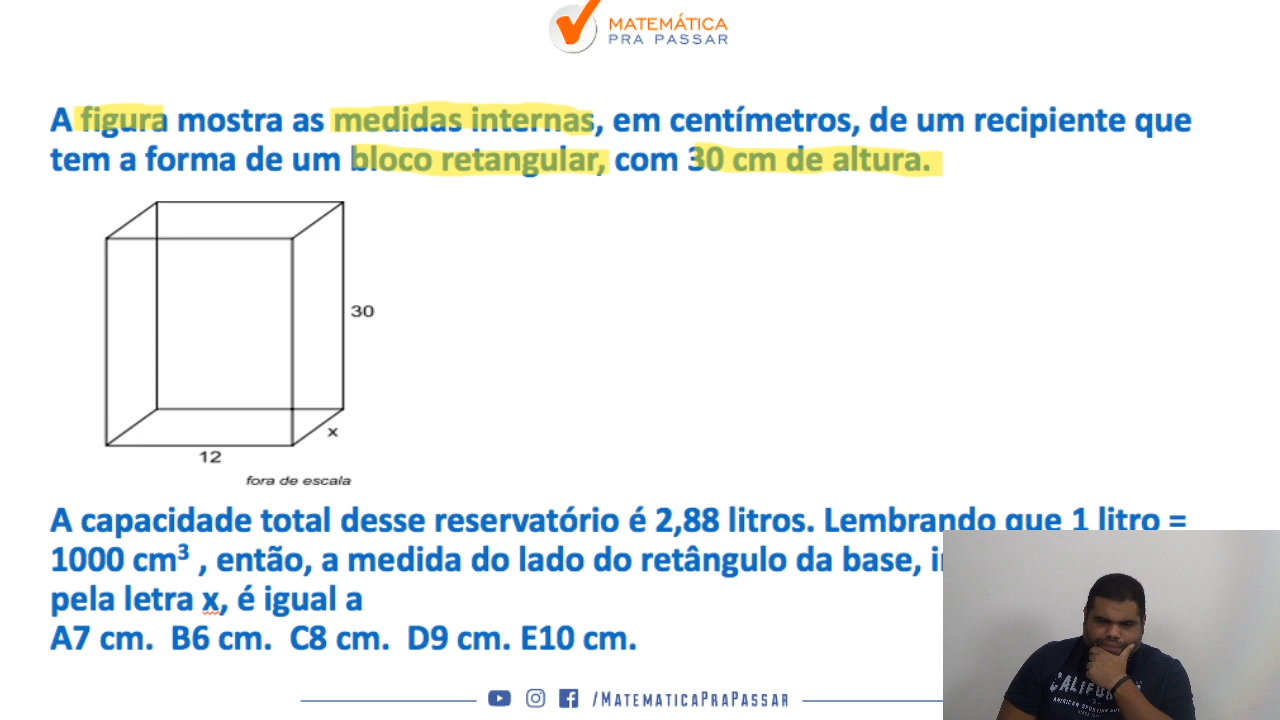 MATEMÁTICA
PRA PASSAR
A figura mostra as medidas internas, em centímetros, de um recipiente que
tem a forma de um bloco retangular, com 30 cm de altura.
30
x
12
fora de escala
A capacidade total desse reservatório é 2,88 litros. Lembrando que 1 litro =
1000 cm³ , então, a medida do lado do retângulo da base,
pela letra x, é igual a
A7 cm. B6 cm. C8 cm. D9 cm. E10 cm.
/MATEMATICAPRAPASSAR